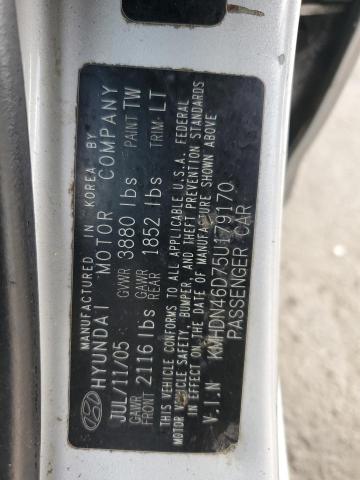 MANUFACTURED IN KOREA BY
HYUNDAI MOTOR COMPANY
JUL/11/05 GVWR 3880 lbs PAINT TW
GAWR FRONT 2116 lbs GAWR REAR 1852 lbs TRIM LT
THIS VEHICLE CONFORMS TO ALL APPLICABLE U.S.A. FEDERAL
MOTOR VEHICLE SAFETY, BUMPER, AND THEFT PREVENTION STANDARDS
IN EFFECT ON THE DATE OF MANUFACTURE SHOWN ABOVE
V.I.N KMHDN46D75U179170
PASSENGER CAR